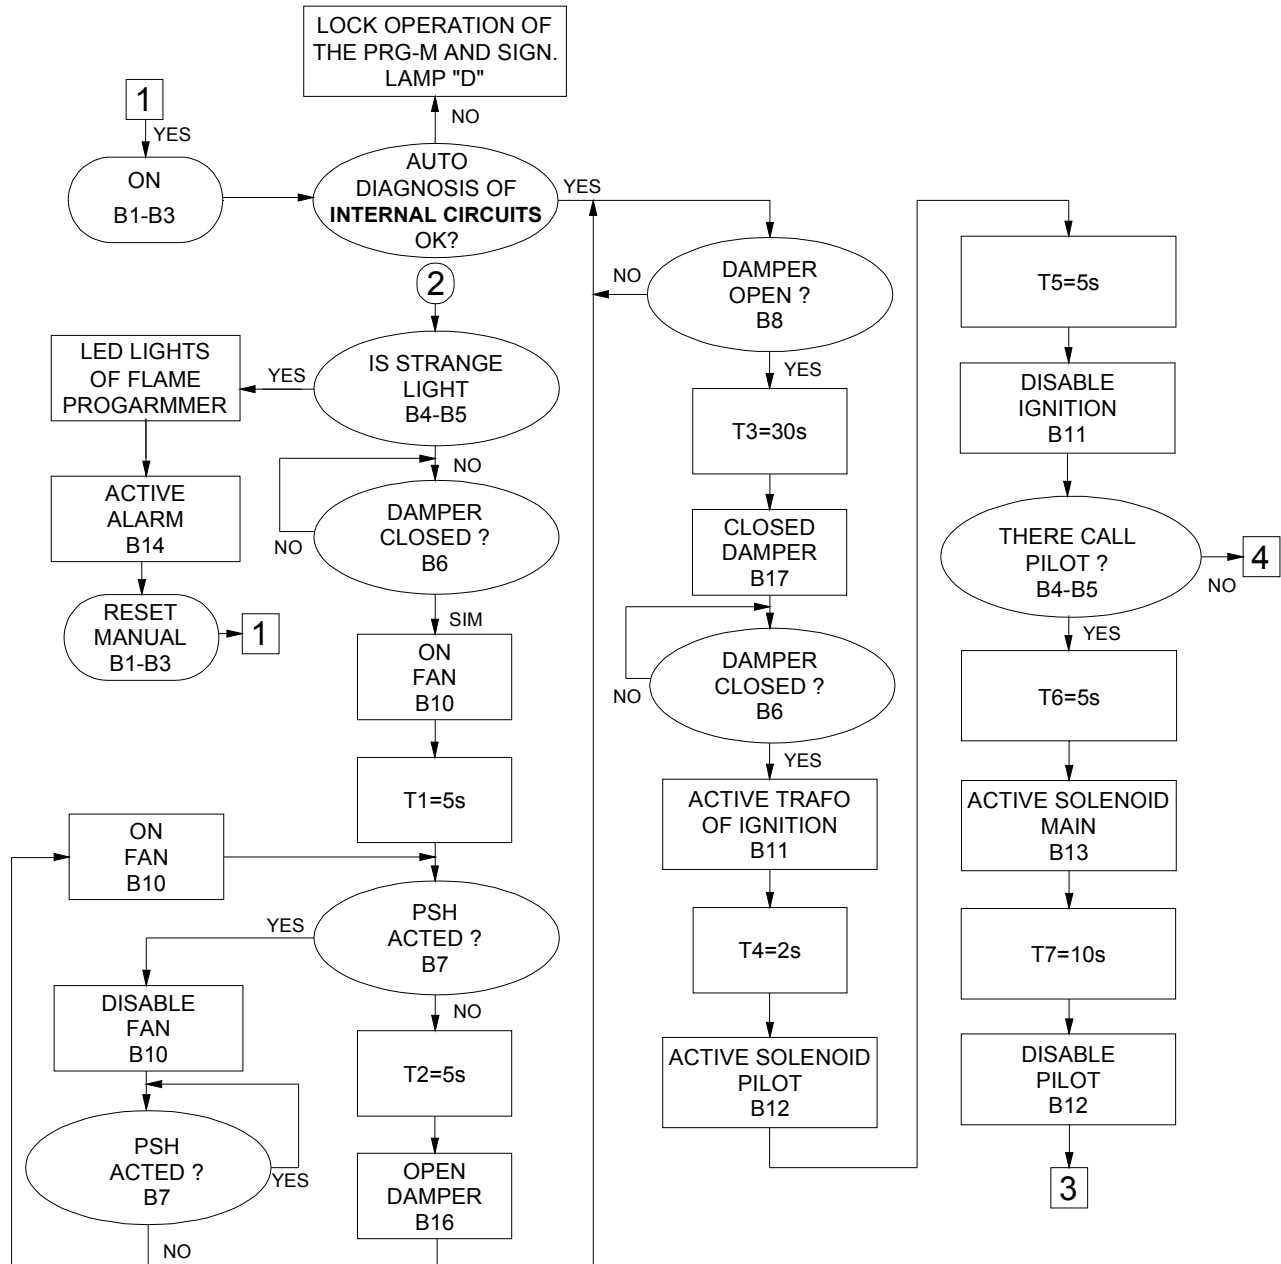 LOCK OPERATION OF
THE PRG-M AND SIGN.
LAMP "D"
NO
1
YES
ON
B1-B3
AUTO
DIAGNOSIS OF
INTERNAL CIRCUITS
OK?
YES
2
IS STRANGE
LIGHT
B4-B5
YES
LED LIGHTS
OF FLAME
PROGARMMER
ACTIVE
ALARM
B14
RESET
MANUAL
B1-B3
1
NO
DAMPER
CLOSED ?
B6
NO
SIM
ON
FAN
B10
T1=5s
ON
FAN
B10
PSH
ACTED ?
B7
YES
DISABLE
FAN
B10
PSH
ACTED ?
B7
YES
NO
NO
T2=5s
OPEN
DAMPER
B16
DAMPER
OPEN ?
B8
NO
YES
T3=30s
CLOSED
DAMPER
B17
DAMPER
CLOSED ?
B6
NO
YES
ACTIVE TRAFO
OF IGNITION
B11
T4=2s
ACTIVE SOLENOID
PILOT
B12
T5=5s
DISABLE
IGNITION
B11
THERE CALL
PILOT ?
B4-B5
NO
4
YES
T6=5s
ACTIVE SOLENOID
MAIN
B13
T7=10s
DISABLE
PILOT
B12
3